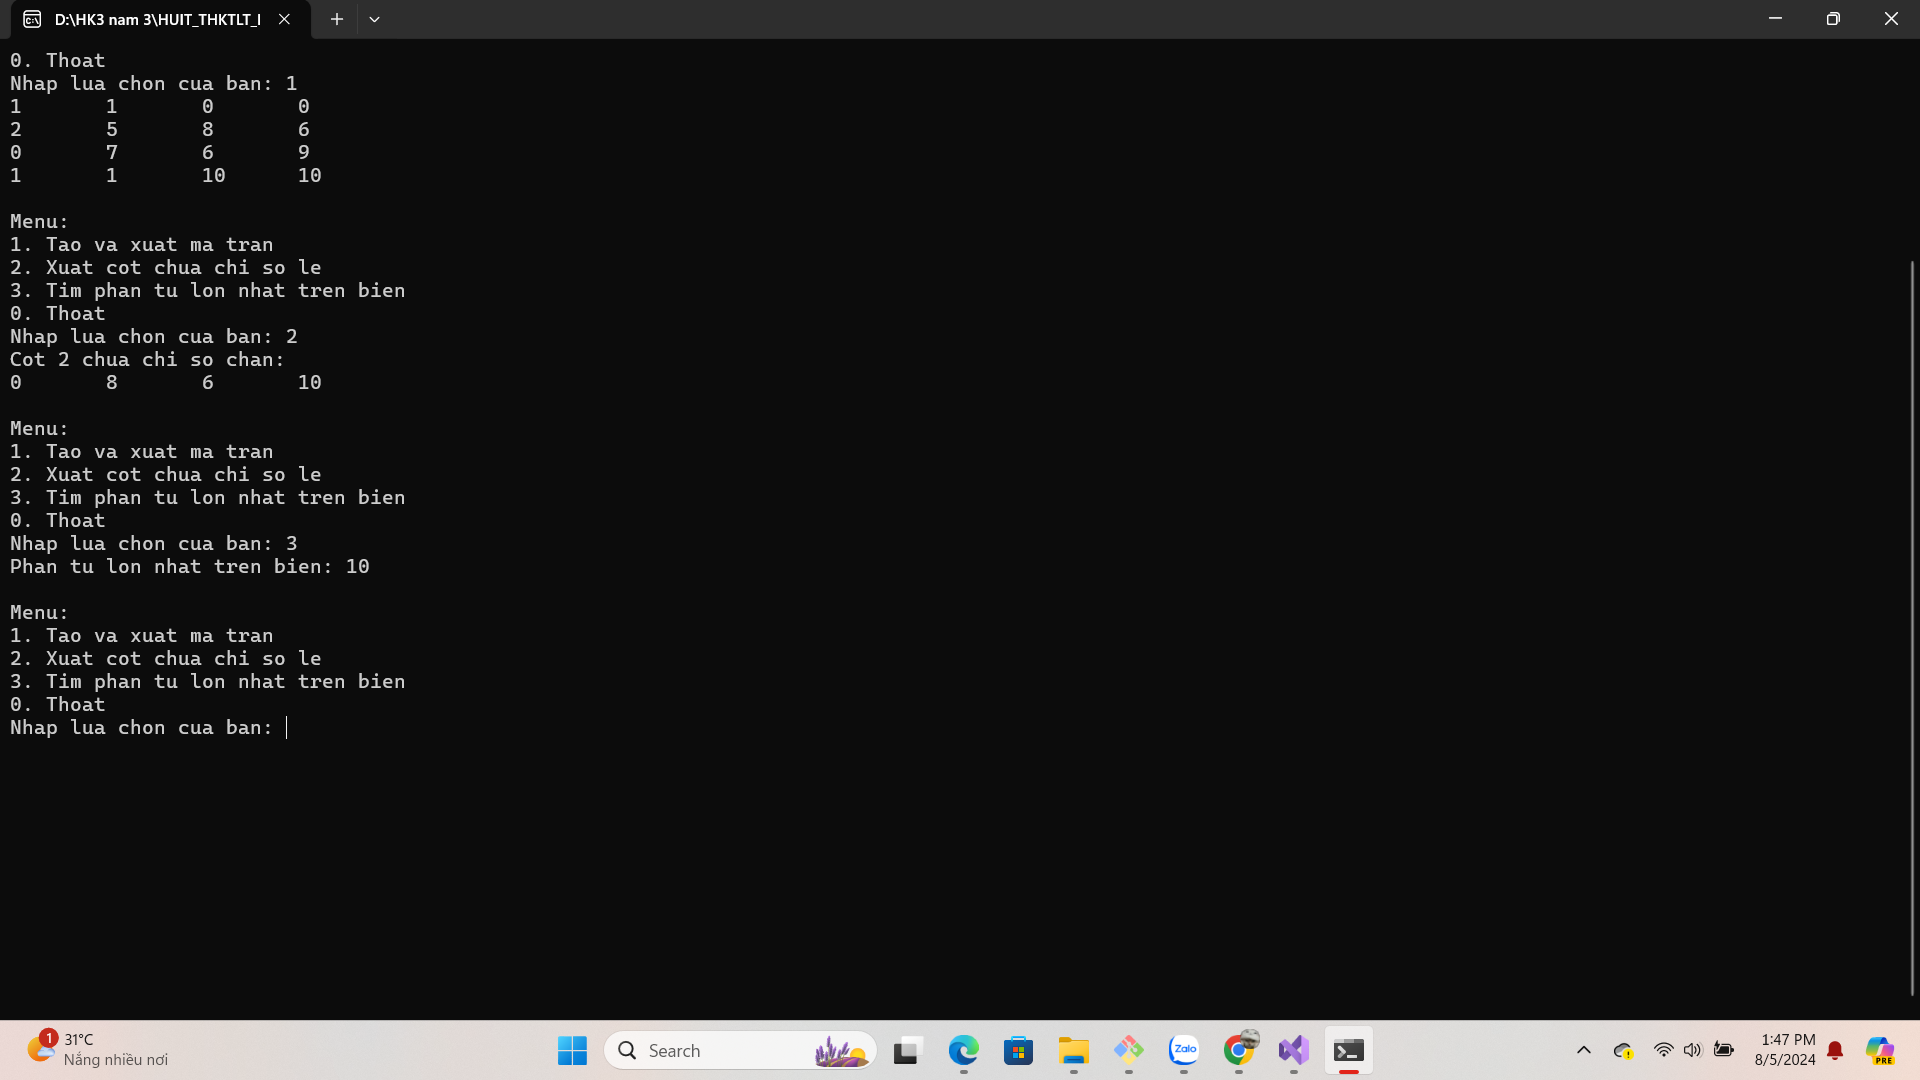 D:\HK3 nam 3\HUIT_THKTLT_I
0. Thoat
Nhap lua chon cua ban: 1
1 1 0 0
2 5 8 6
0 7 6 9
1 1 10 10
Menu:
1. Tao va xuat ma tran
2. Xuat cot chua chi so le
3. Tim phan tu lon nhat tren bien
0. Thoat
Nhap lua chon cua ban: 2
Cot 2 chua chi so chan:
0 8 6 10
Menu:
1. Tao va xuat ma tran
2. Xuat cot chua chi so le
3. Tim phan tu lon nhat tren bien
0. Thoat
Nhap lua chon cua ban: 3
Phan tu lon nhat tren bien: 10
Menu:
1. Tao va xuat ma tran
2. Xuat cot chua chi so le
3. Tim phan tu lon nhat tren bien
0. Thoat
Nhap lua chon cua ban:
1
31°C
Nắng nhiều nơi
Search
Zalo
1:47 PM
8/5/2024
PRE